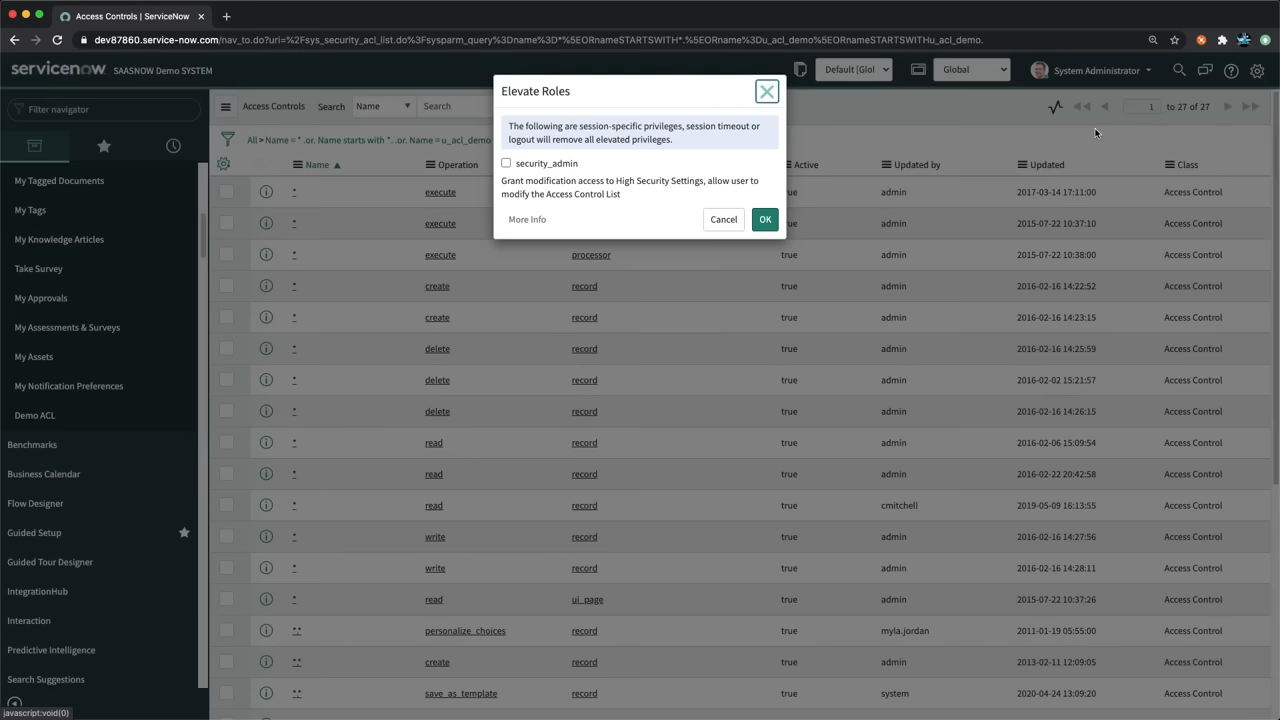 Access Controls | ServiceNow
dev87860.service-now.com/nav_to.do?uri=%2Fsys_security_acl_list.do%3Fsysparm_query%3Dname%3D*%5EORnameSTARTSWITH*.%5EORname%3Du_acl_demo%5EORnameSTARTSWITHu_acl_demo.
servicenow SAASNOW Demo SYSTEM
Default [Glol
Global
System Administrator
Filter navigator
My Tagged Documents
My Tags
My Knowledge Articles
Take Survey
My Approvals
My Assessments & Surveys
My Assets
My Notification Preferences
Demo ACL
Benchmarks
Business Calendar
Flow Designer
Guided Setup
Guided Tour Designer
IntegrationHub
Interaction
Predictive Intelligence
Search Suggestions
javascript:void(0)
Access Controls Search Name Search
1 to 27 of 27
All > Name = * .or. Name starts with *. .or. Name = u_acl_demo
Name Operation Active Updated by Updated Class
* execute true admin 2017-03-14 17:11:00 Access Control
* execute true admin 2015-07-22 10:37:10 Access Control
* execute processor true admin 2015-07-22 10:38:00 Access Control
* create record true admin 2016-02-16 14:22:52 Access Control
* create record true admin 2016-02-16 14:23:15 Access Control
* delete record true admin 2016-02-16 14:25:59 Access Control
* delete record true admin 2016-02-02 15:21:57 Access Control
* delete record true admin 2016-02-16 14:26:15 Access Control
* read record true admin 2016-02-06 15:09:54 Access Control
* read record true admin 2016-02-22 20:42:58 Access Control
* read record true cmitchell 2019-05-09 16:13:55 Access Control
* write record true admin 2016-02-16 14:27:56 Access Control
* write record true admin 2016-02-16 14:28:11 Access Control
* read ui_page true admin 2015-07-22 10:37:26 Access Control
*.* personalize_choices record true myla.jordan 2011-01-19 05:55:00 Access Control
*.* create record true admin 2013-02-11 12:09:05 Access Control
*.* save_as_template record true system 2020-04-24 13:09:20 Access Control
Elevate Roles
The following are session-specific privileges, session timeout or
logout will remove all elevated privileges.
security_admin
Grant modification access to High Security Settings, allow user to
modify the Access Control List
More Info
Cancel
OK